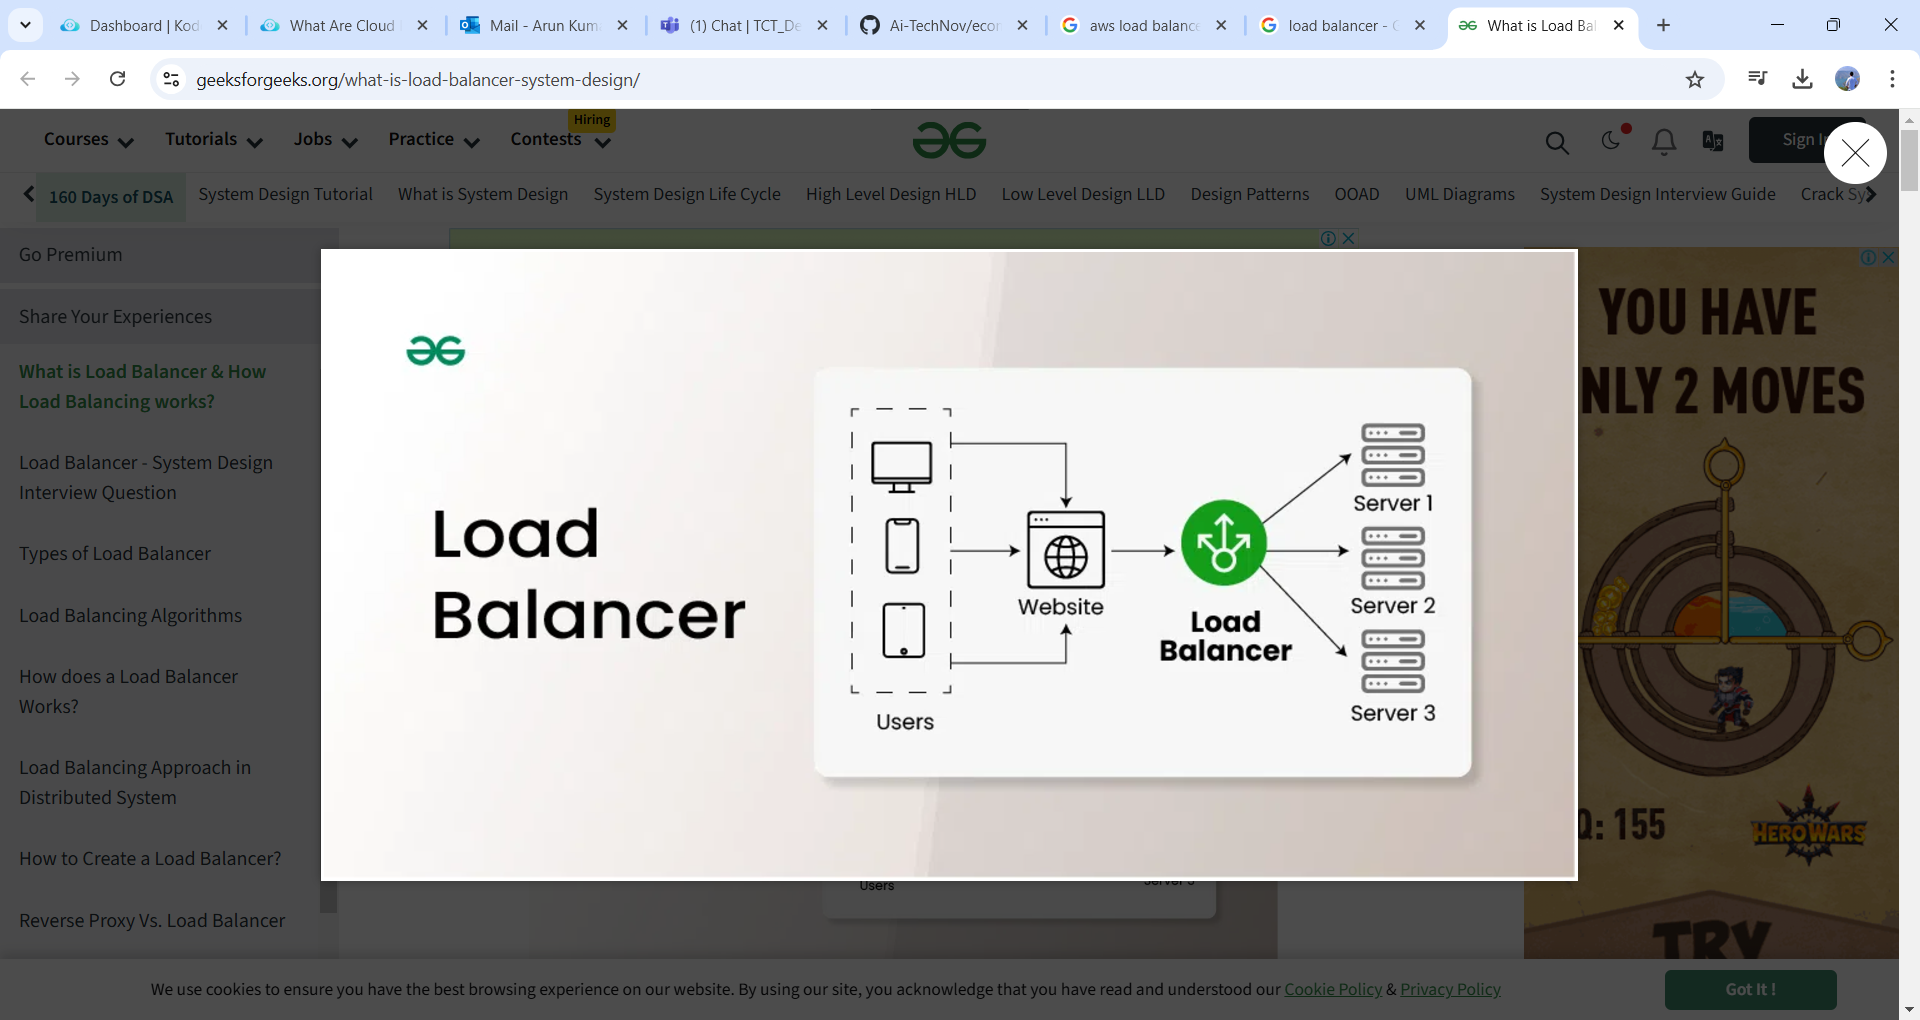 Dashboard | Kod
What Are Cloud
Mail - Arun Kum
(1) Chat | TCT_De
Ai-TechNov/econ
aws load balance
load balancer - G
What is Load Bal
geeksforgeeks.org/what-is-load-balancer-system-design/
Courses
Tutorials
Jobs
Practice
Contests
Hiring
Sign In
160 Days of DSA
System Design Tutorial
What is System Design
System Design Life Cycle
High Level Design HLD
Low Level Design LLD
Design Patterns
OOAD
UML Diagrams
System Design Interview Guide
Crack Sy
Go Premium
Share Your Experiences
What is Load Balancer & How
Load Balancing works?
Load Balancer - System Design
Interview Question
Types of Load Balancer
Load Balancing Algorithms
How does a Load Balancer
Works?
Load Balancing Approach in
Distributed System
How to Create a Load Balancer?
Reverse Proxy Vs. Load Balancer
Load
Balancer
Users
Website
Load
Balancer
Server 1
Server 2
Server 3
Users
Server 3
YOU HAVE
NLY 2 MOVES
Q: 155
HERO WARS
TRY
We use cookies to ensure you have the best browsing experience on our website. By using our site, you acknowledge that you have read and understood our Cookie Policy & Privacy Policy
Got It !